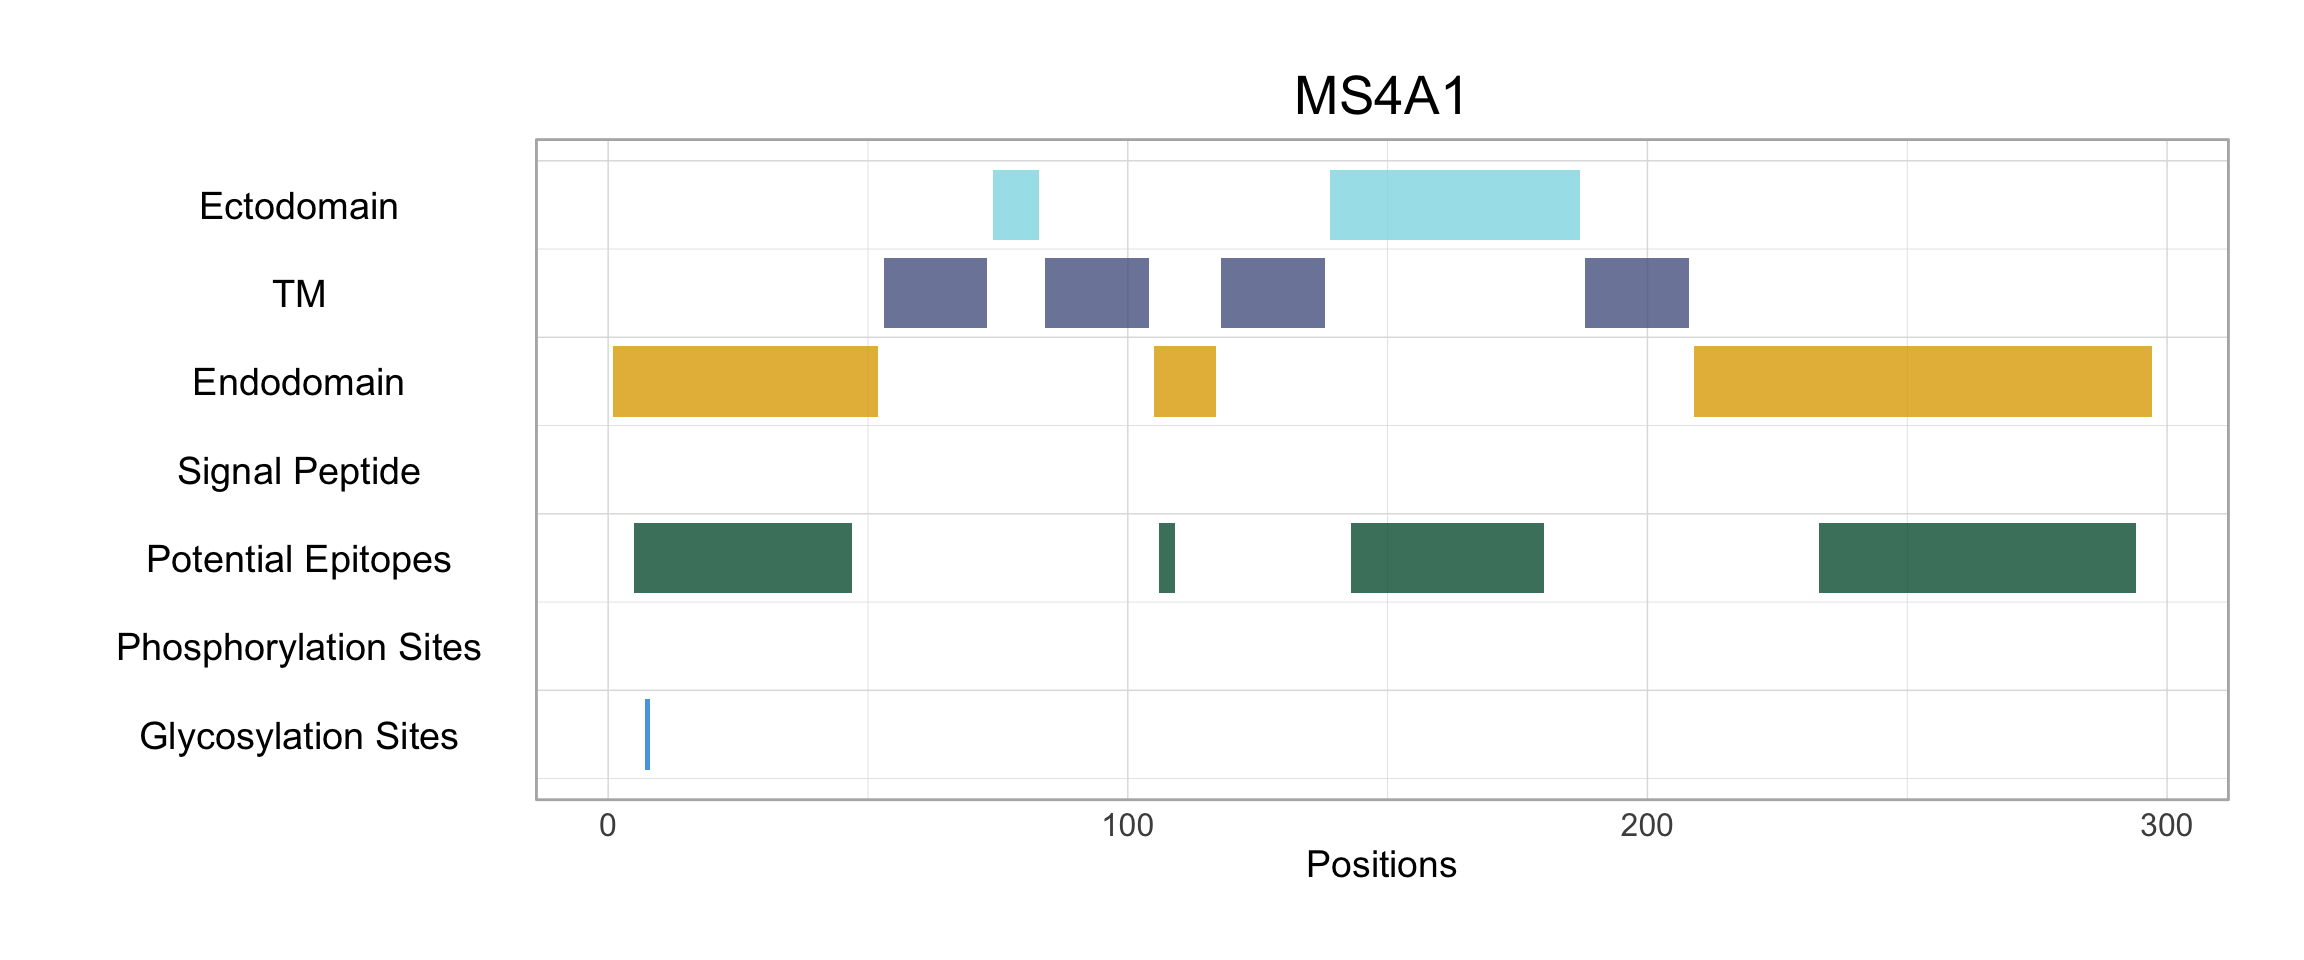 MS4A1
Ectodomain
TM
Endodomain
Signal Peptide
Potential Epitopes
Phosphorylation Sites
Glycosylation Sites
0 100 200 300
Positions